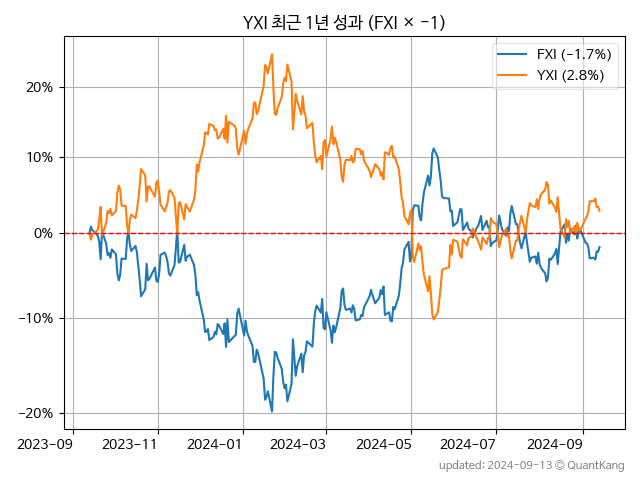 YXI 최근 1년 성과 (FXI × −1)
FXI (−1.7%)
YXI (2.8%)
20%
10%
0%
−10%
−20%
2023-09 2023-11 2024-01 2024-03 2024-05 2024-07 2024-09
updated: 2024-09-13 © QuantKang